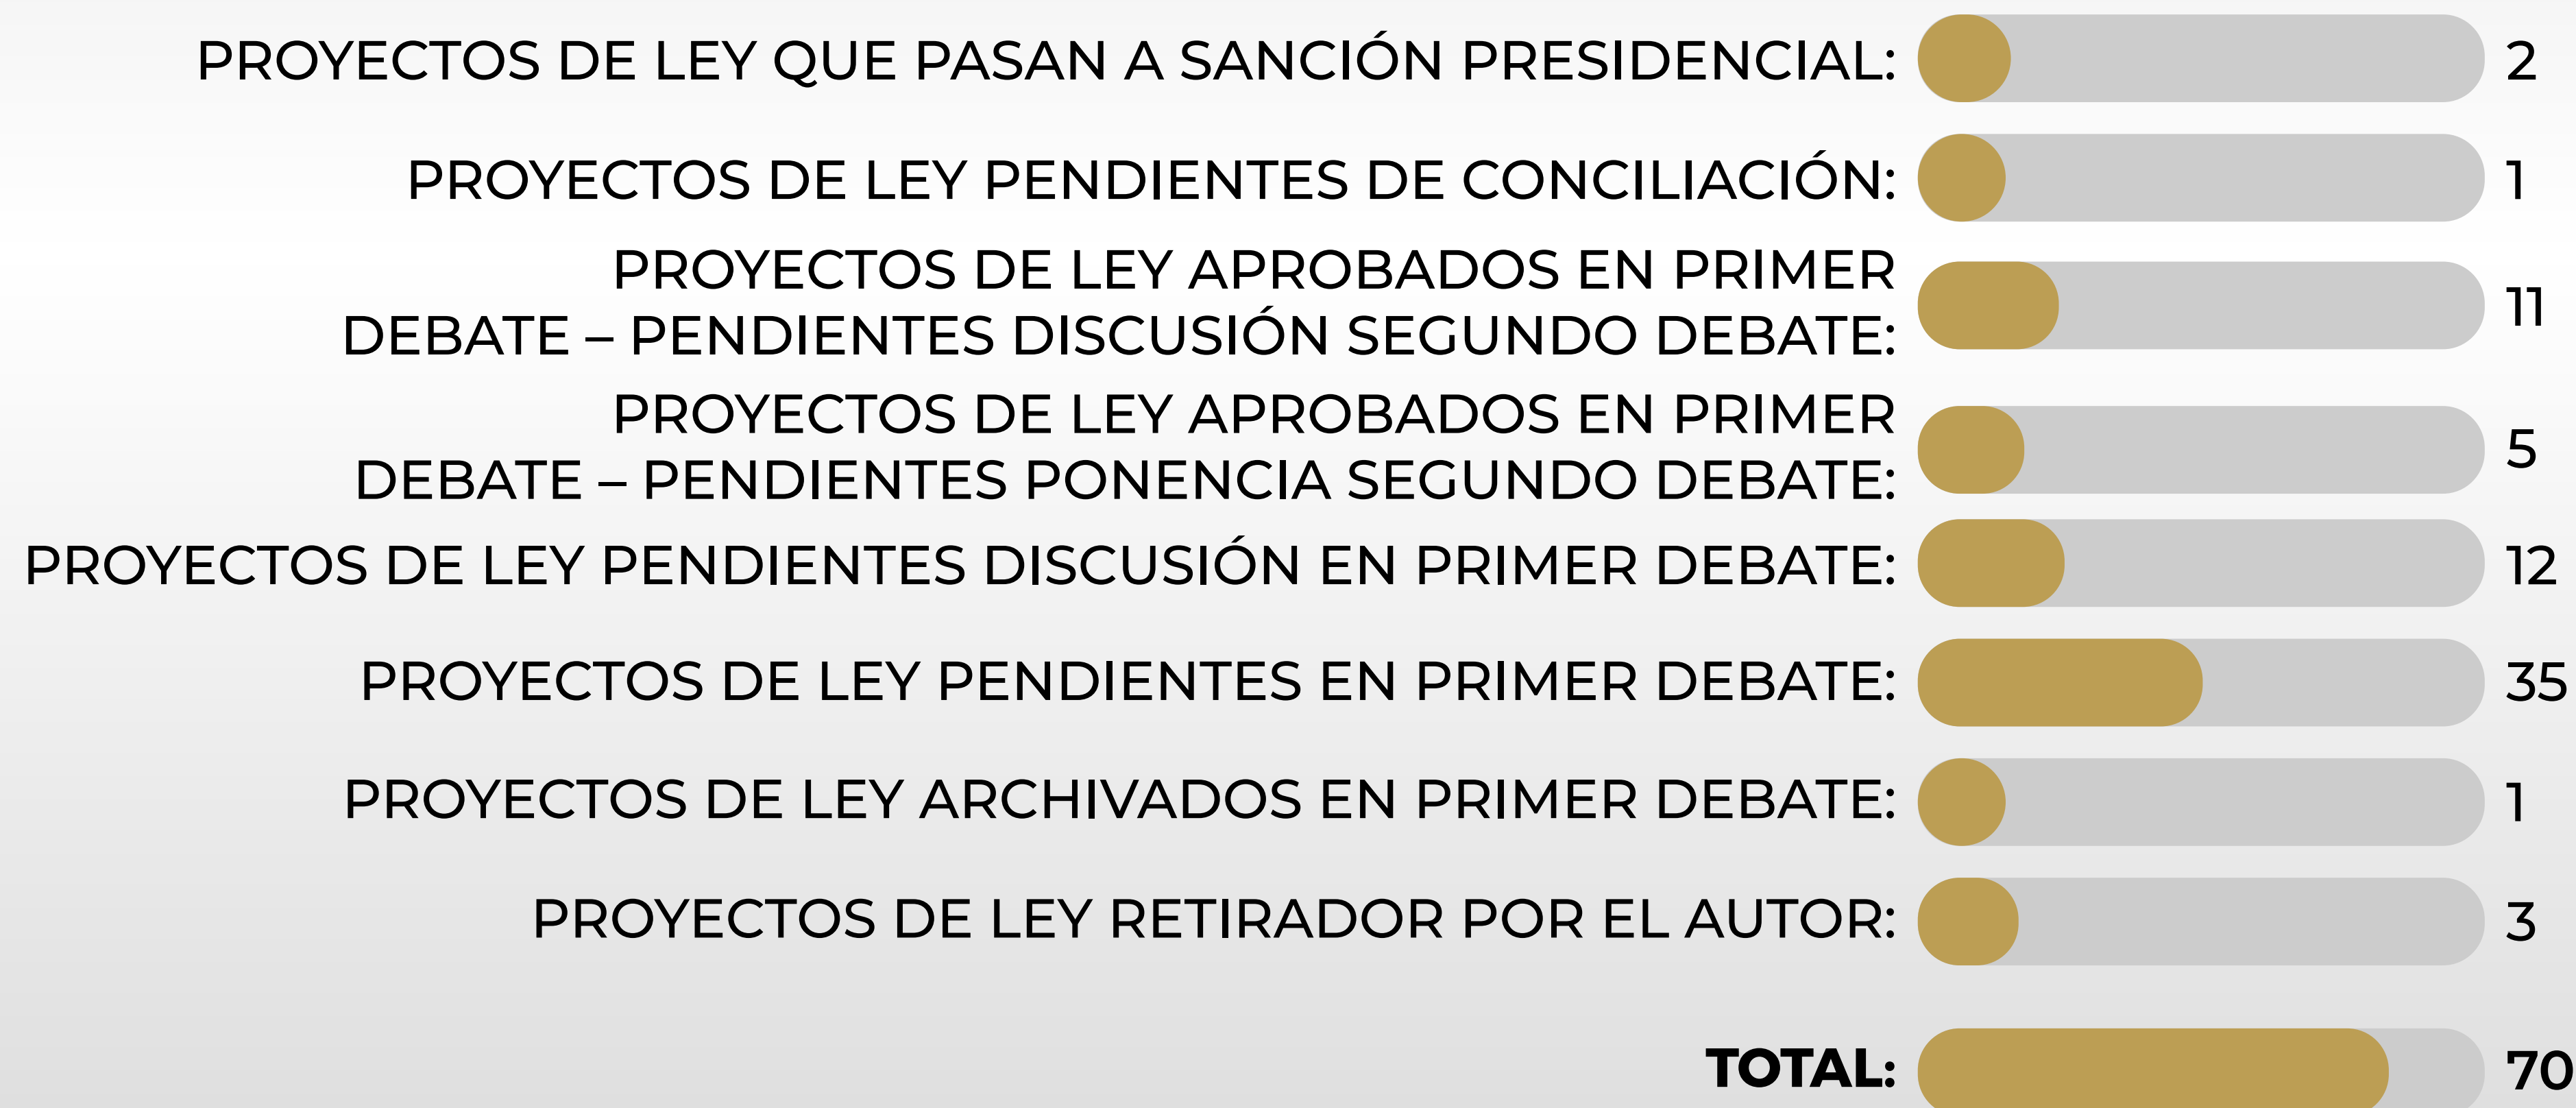 PROYECTOS DE LEY QUE PASAN A SANCIÓN PRESIDENCIAL: 2
PROYECTOS DE LEY PENDIENTES DE CONCILIACIÓN: 1
PROYECTOS DE LEY APROBADOS EN PRIMER
DEBATE – PENDIENTES DISCUSIÓN SEGUNDO DEBATE: 11
PROYECTOS DE LEY APROBADOS EN PRIMER
DEBATE – PENDIENTES PONENCIA SEGUNDO DEBATE: 5
PROYECTOS DE LEY PENDIENTES DISCUSIÓN EN PRIMER DEBATE: 12
PROYECTOS DE LEY PENDIENTES EN PRIMER DEBATE: 35
PROYECTOS DE LEY ARCHIVADOS EN PRIMER DEBATE: 1
PROYECTOS DE LEY RETIRADOR POR EL AUTOR: 3
TOTAL: 70